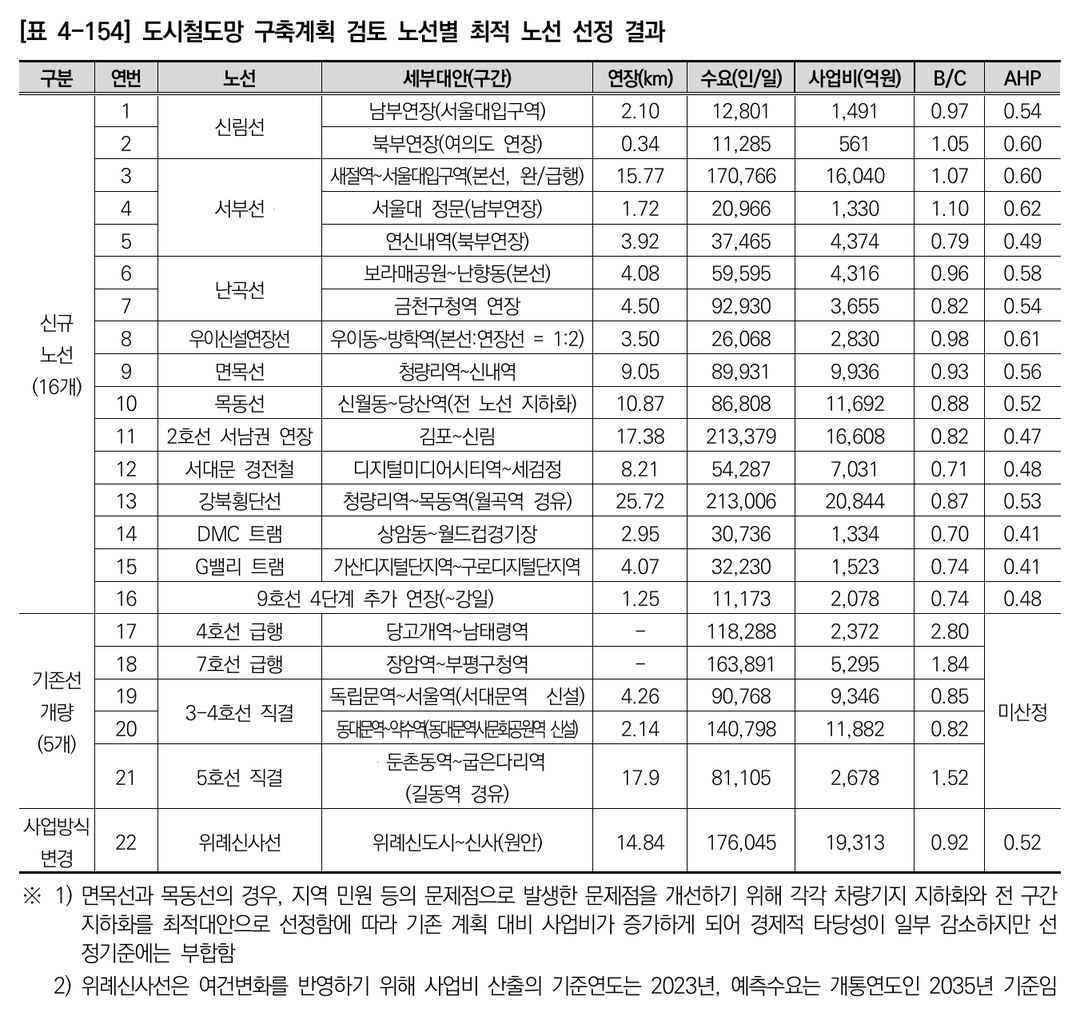 [표 4-154] 도시철도망 구축계획 검토 노선별 최적 노선 선정 결과
구분 연번 노선 세부대안(구간) 연장(km) 수요(인/일) 사업비(억원) B/C AHP
신규 노선 (16개)
1 신림선 남부연장(서울대입구역) 2.10 12,801 1,491 0.97 0.54
2 북부연장(여의도 연장) 0.34 11,285 561 1.05 0.60
3 서부선 새절역~서울대입구역(본선, 완/급행) 15.77 170,766 16,040 1.07 0.60
4 서울대 정문(남부연장) 1.72 20,966 1,330 1.10 0.62
5 연신내역(북부연장) 3.92 37,465 4,374 0.79 0.49
6 난곡선 보라매공원~난향동(본선) 4.08 59,595 4,316 0.96 0.58
7 금천구청역 연장 4.50 92,930 3,655 0.82 0.54
8 우이신설연장선 우이동~방학역(본선:연장선 = 1:2) 3.50 26,068 2,830 0.98 0.61
9 면목선 청량리역~신내역 9.05 89,931 9,936 0.93 0.56
10 목동선 신월동~당산역(전 노선 지하화) 10.87 86,808 11,692 0.88 0.52
11 2호선 서남권 연장 김포~신림 17.38 213,379 16,608 0.82 0.47
12 서대문 경전철 디지털미디어시티역~세검정 8.21 54,287 7,031 0.71 0.48
13 강북횡단선 청량리역~목동역(월곡역 경유) 25.72 213,006 20,844 0.87 0.53
14 DMC 트램 상암동~월드컵경기장 2.95 30,736 1,334 0.70 0.41
15 G밸리 트램 가산디지털단지역~구로디지털단지역 4.07 32,230 1,523 0.74 0.41
16 9호선 4단계 추가 연장(~강일) 1.25 11,173 2,078 0.74 0.48
기존선 개량 (5개)
17 4호선 급행 당고개역~남태령역 - 118,288 2,372 2.80 미산정
18 7호선 급행 장암역~부평구청역 - 163,891 5,295 1.84
19 3-4호선 직결 독립문역~서울역(서대문역 신설) 4.26 90,768 9,346 0.85
20 동대문역~약수역(동대문역사문화공원역 신설) 2.14 140,798 11,882 0.82
21 5호선 직결 둔촌동역~굽은다리역 (길동역 경유) 17.9 81,105 2,678 1.52
사업방식 변경
22 위례신사선 위례신도시~신사(원안) 14.84 176,045 19,313 0.92 0.52
※ 1) 면목선과 목동선의 경우, 지역 민원 등의 문제점으로 발생한 문제점을 개선하기 위해 각각 차량기지 지하화와 전 구간
지하화를 최적대안으로 선정함에 따라 기존 계획 대비 사업비가 증가하게 되어 경제적 타당성이 일부 감소하지만 선
정기준에는 부합함
2) 위례신사선은 여건변화를 반영하기 위해 사업비 산출의 기준연도는 2023년, 예측수요는 개통연도인 2035년 기준임